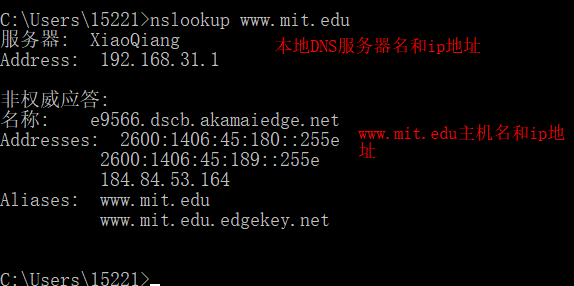 C:\Users\15221>nslookup www.mit.edu
服务器:  XiaoQiang
本地DNS服务器名和ip地址
Address:  192.168.31.1
非权威应答:
名称:    e9566.dscb.akamaiedge.net
Addresses:  2600:1406:45:180::255e
2600:1406:45:189::255e
184.84.53.164
www.mit.edu主机名和ip地
址
Aliases:  www.mit.edu
www.mit.edu.edgekey.net
C:\Users\15221>